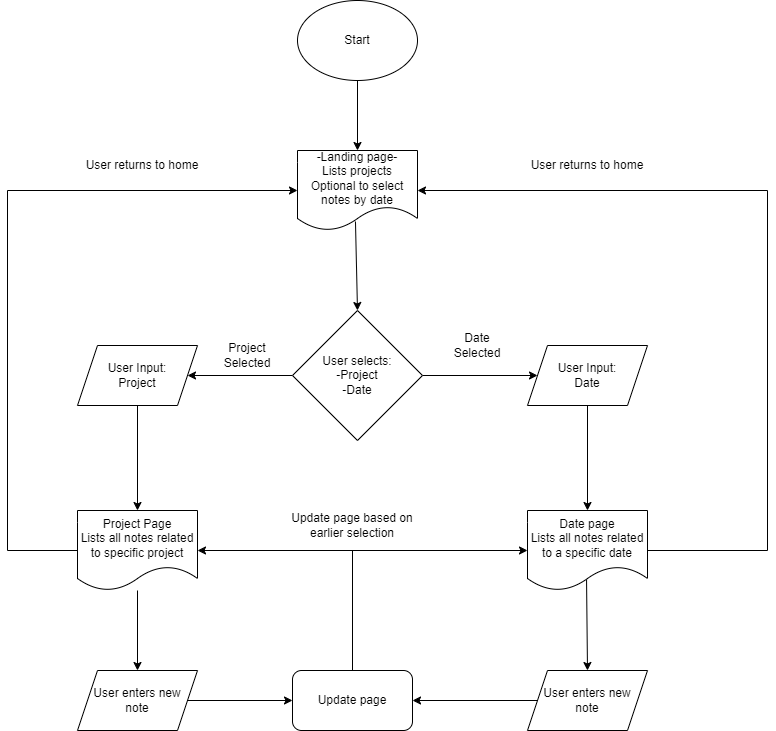 Start
User returns to home
-Landing page-
Lists projects
Optional to select
notes by date
User returns to home
Project
Selected
Date
Selected
User Input:
Project
User selects:
-Project
-Date
User Input:
Date
Project Page
Lists all notes related
to specific project
Update page based on
earlier selection
Date page
Lists all notes related
to a specific date
User enters new
note
Update page
User enters new
note